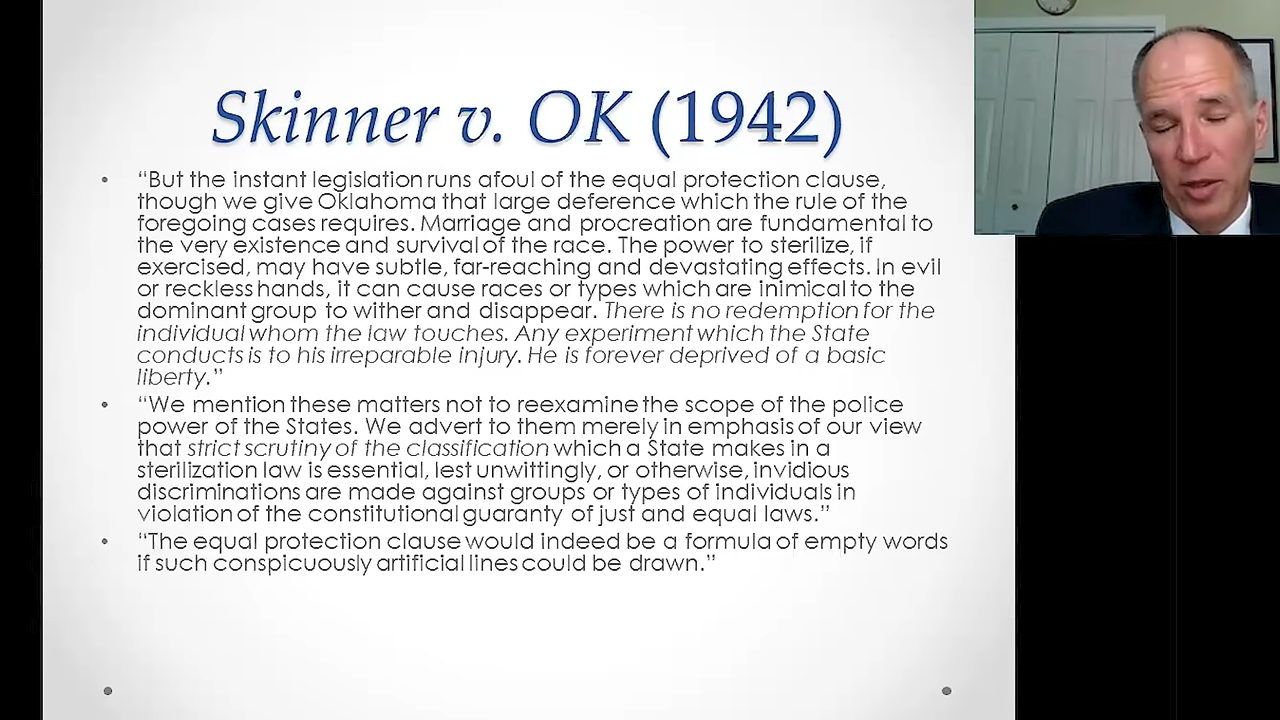 Skinner v. OK (1942)
• “But the instant legislation runs afoul of the equal protection clause,
though we give Oklahoma that large deference which the rule of the
foregoing cases requires. Marriage and procreation are fundamental to
the very existence and survival of the race. The power to sterilize, if
exercised, may have subtle, far-reaching and devastating effects. In evil
or reckless hands, it can cause races or types which are inimical to the
dominant group to wither and disappear. There is no redemption for the
individual whom the law touches. Any experiment which the State
conducts is to his irreparable injury. He is forever deprived of a basic
liberty.”
• “We mention these matters not to reexamine the scope of the police
power of the States. We advert to them merely in emphasis of our view
that strict scrutiny of the classification which a State makes in a
sterilization law is essential, lest unwittingly, or otherwise, invidious
discriminations are made against groups or types of individuals in
violation of the constitutional guaranty of just and equal laws.”
• “The equal protection clause would indeed be a formula of empty words
if such conspicuously artificial lines could be drawn.”